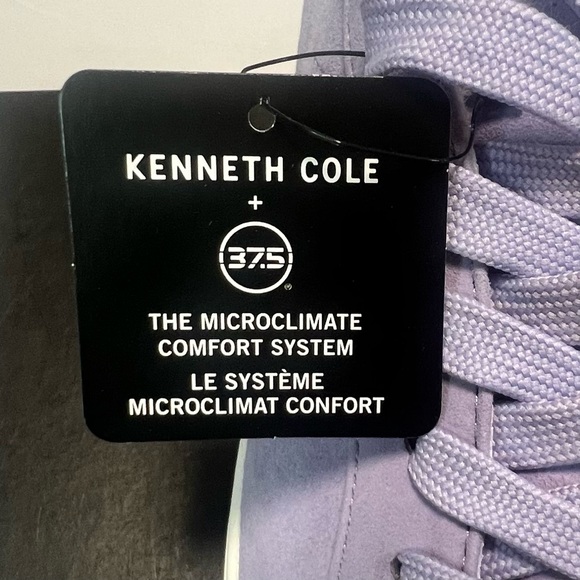 KENNETH COLE
+
37.5
®
THE MICROCLIMATE
COMFORT SYSTEM
LE SYSTÈME
MICROCLIMAT CONFORT